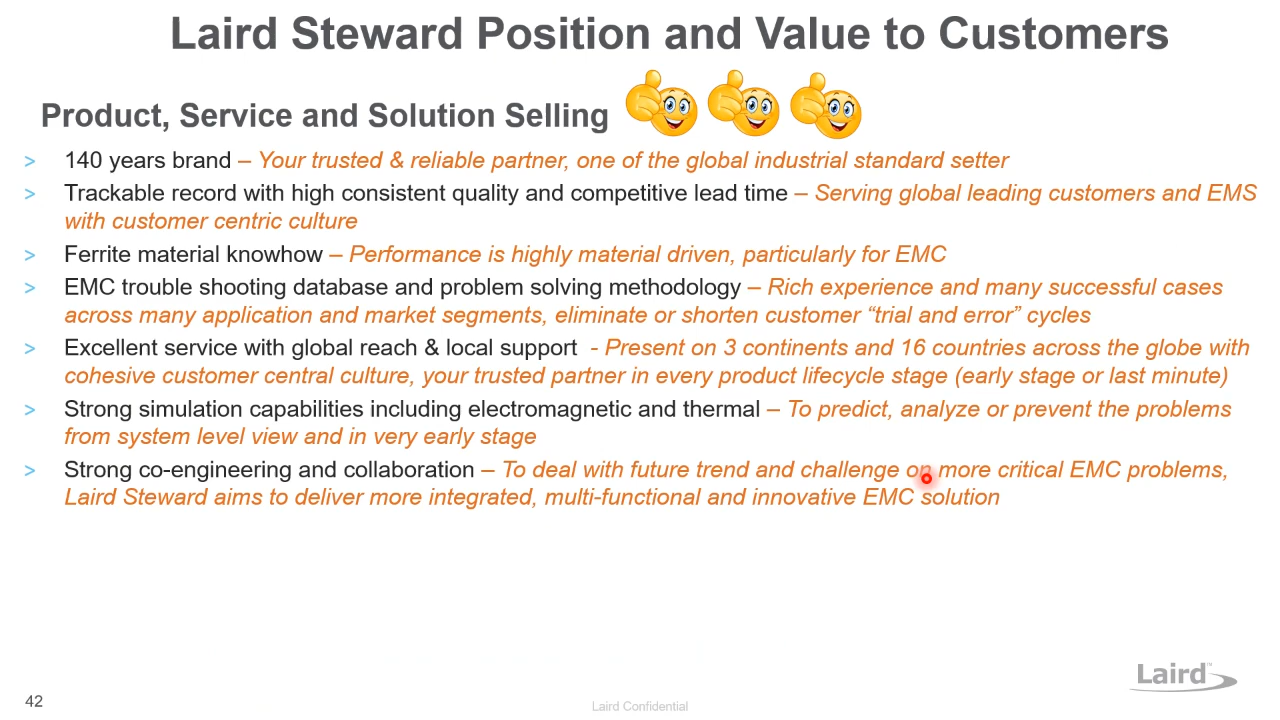 Laird Steward Position and Value to Customers
Product, Service and Solution Selling
> 140 years brand – Your trusted & reliable partner, one of the global industrial standard setter
> Trackable record with high consistent quality and competitive lead time – Serving global leading customers and EMS
with customer centric culture
> Ferrite material knowhow – Performance is highly material driven, particularly for EMC
> EMC trouble shooting database and problem solving methodology – Rich experience and many successful cases
across many application and market segments, eliminate or shorten customer “trial and error” cycles
> Excellent service with global reach & local support - Present on 3 continents and 16 countries across the globe with
cohesive customer central culture, your trusted partner in every product lifecycle stage (early stage or last minute)
> Strong simulation capabilities including electromagnetic and thermal – To predict, analyze or prevent the problems
from system level view and in very early stage
> Strong co-engineering and collaboration – To deal with future trend and challenge on more critical EMC problems,
Laird Steward aims to deliver more integrated, multi-functional and innovative EMC solution
Laird™
42
Laird Confidential